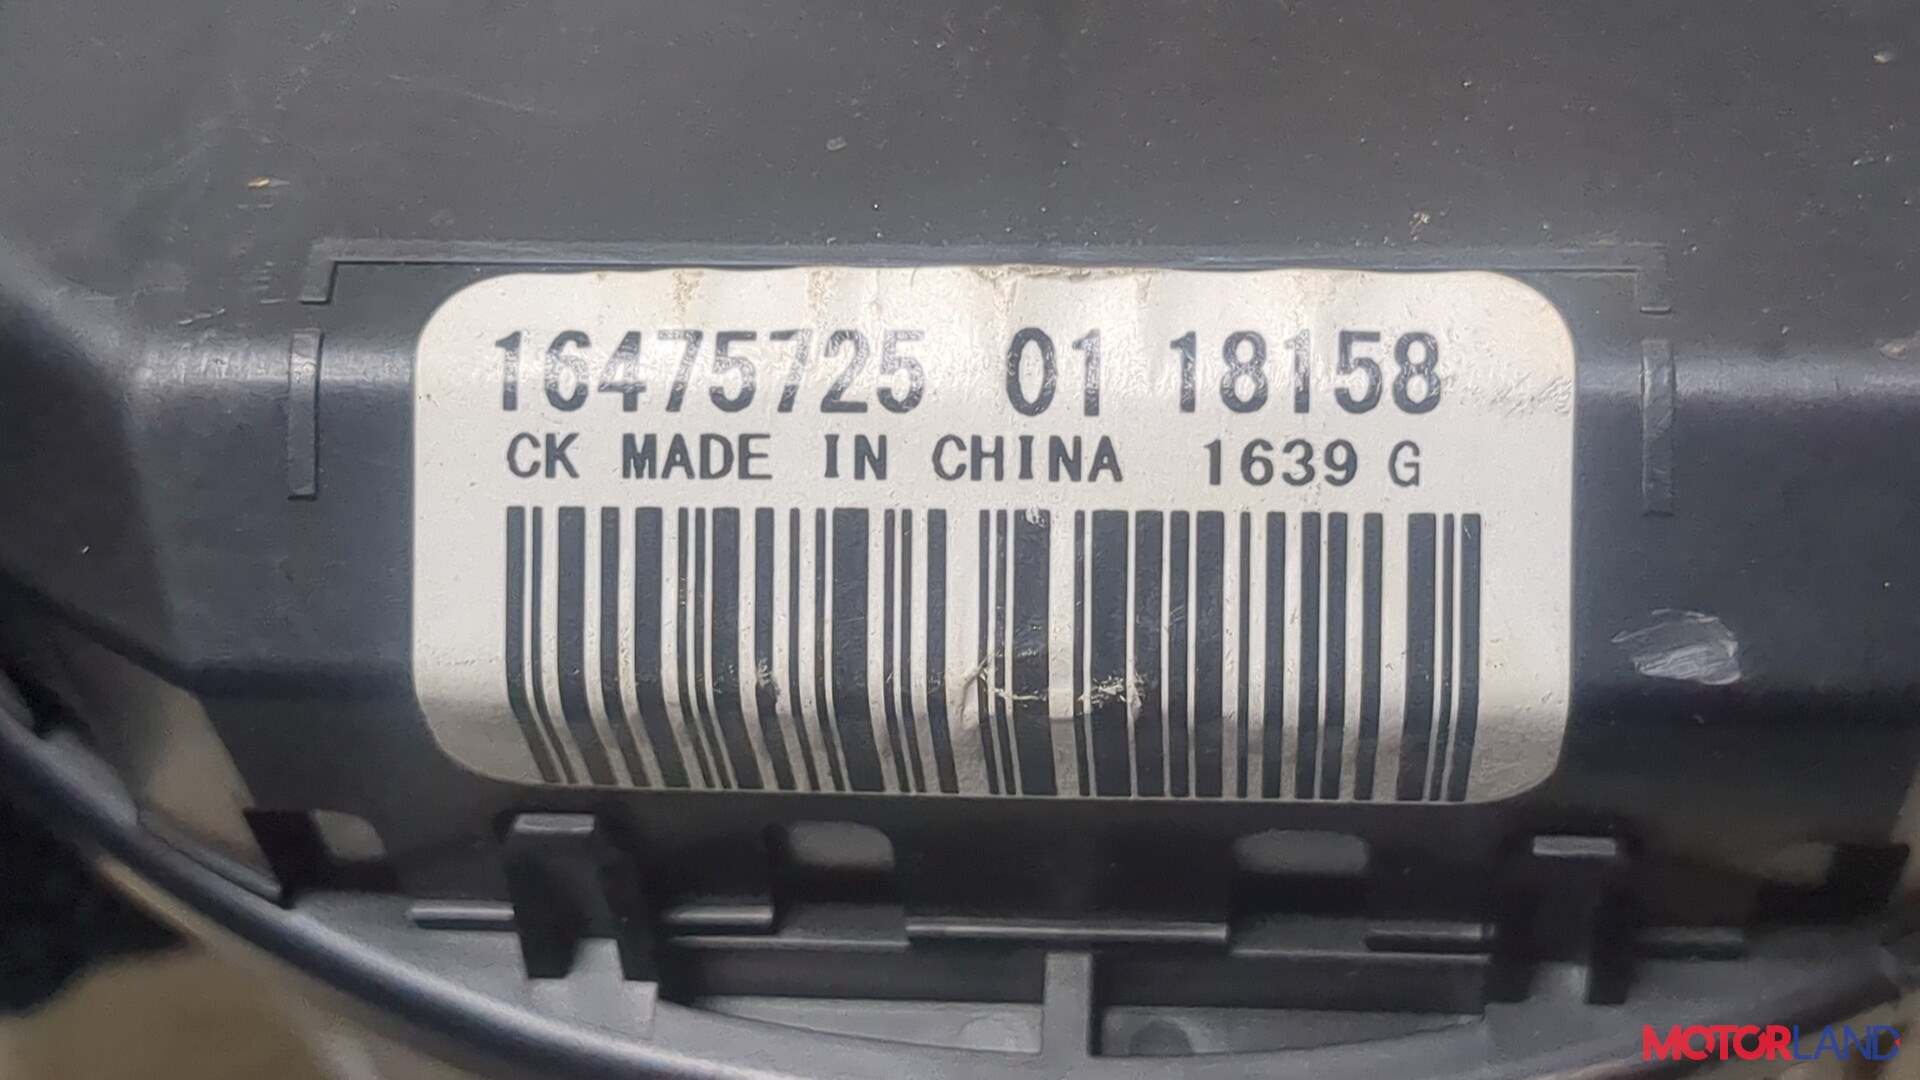 16475725 01 18158
CK MADE IN CHINA 1639 G
MOTORLAND